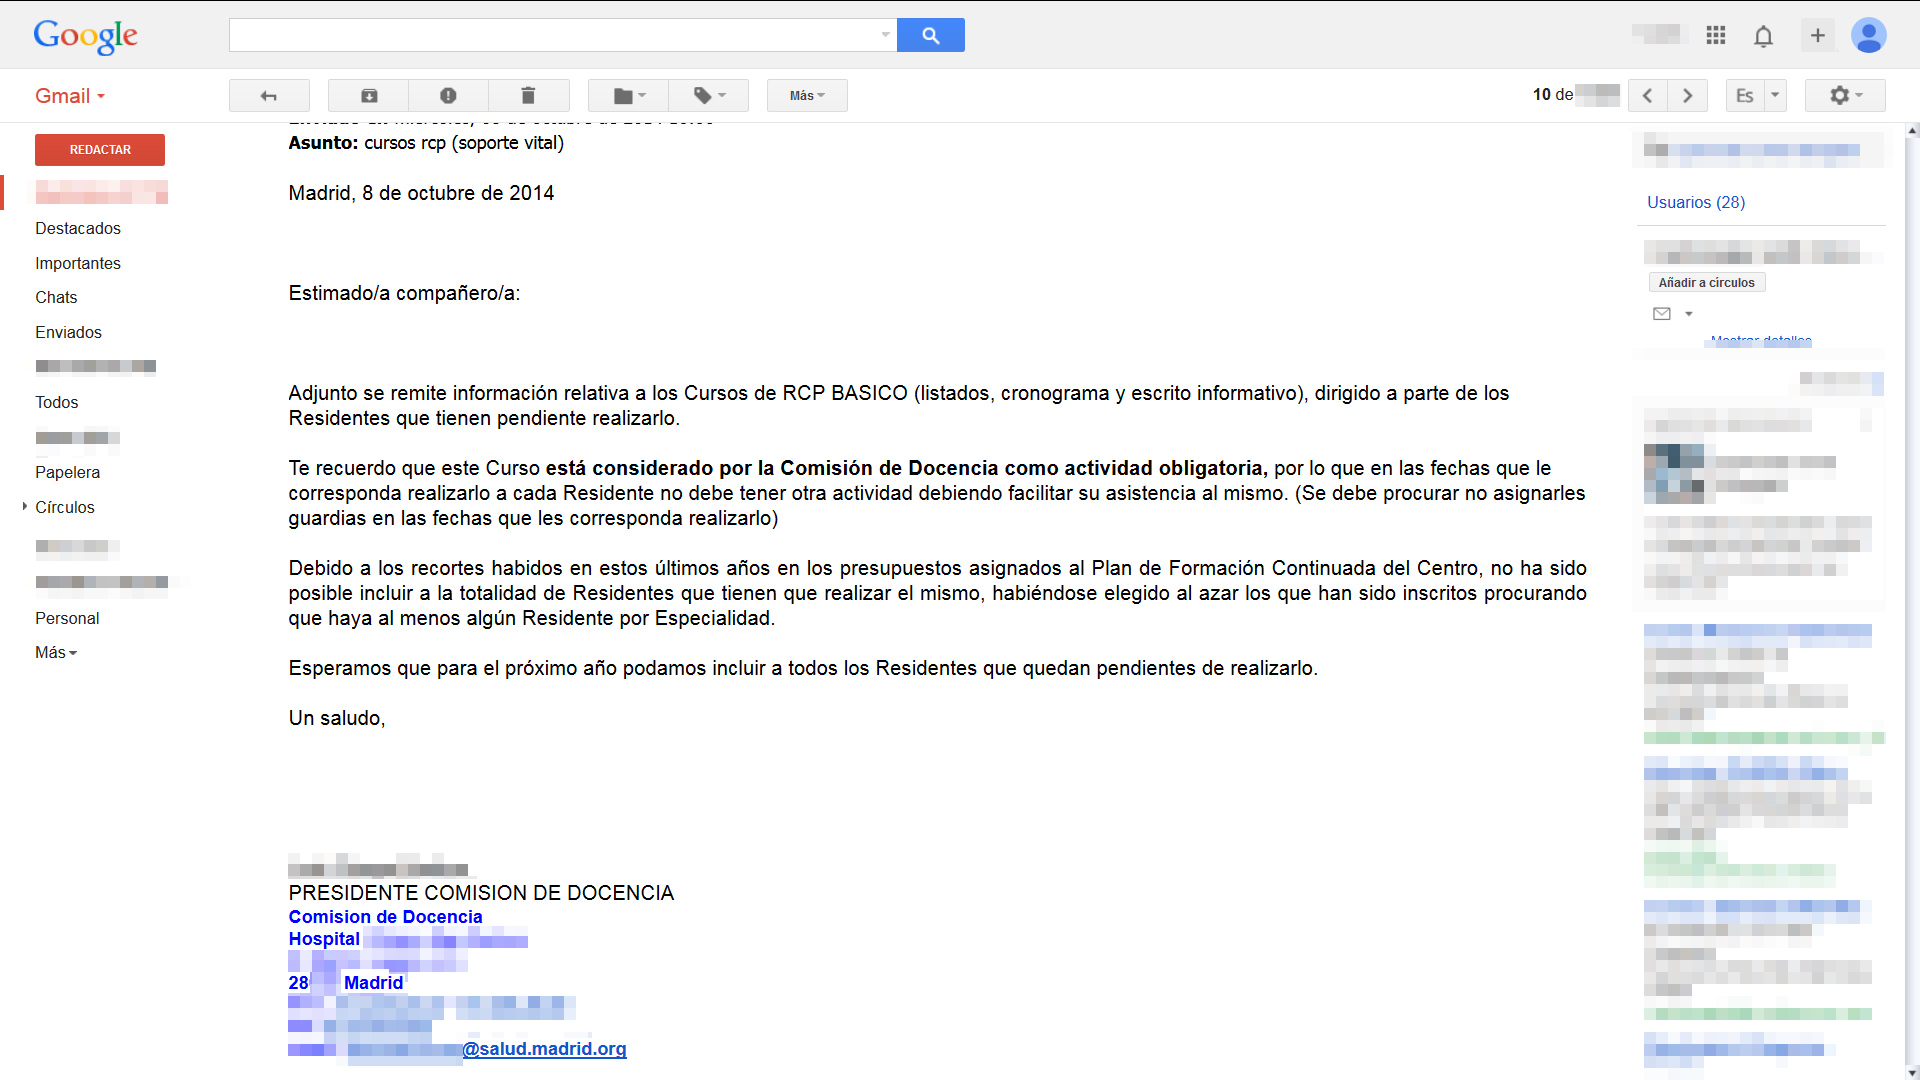 Google
Gmail
Más
10 de
Es
REDACTAR
Destacados
Importantes
Chats
Enviados
Todos
Papelera
Círculos
Personal
Más
Asunto: cursos rcp (soporte vital)
Madrid, 8 de octubre de 2014
Estimado/a compañero/a:
Adjunto se remite información relativa a los Cursos de RCP BASICO (listados, cronograma y escrito informativo), dirigido a parte de los
Residentes que tienen pendiente realizarlo.
Te recuerdo que este Curso está considerado por la Comisión de Docencia como actividad obligatoria, por lo que en las fechas que le
corresponda realizarlo a cada Residente no debe tener otra actividad debiendo facilitar su asistencia al mismo. (Se debe procurar no asignarles
guardias en las fechas que les corresponda realizarlo)
Debido a los recortes habidos en estos últimos años en los presupuestos asignados al Plan de Formación Continuada del Centro, no ha sido
posible incluir a la totalidad de Residentes que tienen que realizar el mismo, habiéndose elegido al azar los que han sido inscritos procurando
que haya al menos algún Residente por Especialidad.
Esperamos que para el próximo año podamos incluir a todos los Residentes que quedan pendientes de realizarlo.
Un saludo,
PRESIDENTE COMISION DE DOCENCIA
Comision de Docencia
Hospital
28 Madrid
@salud.madrid.org
Usuarios (28)
Añadir a círculos
Mostrar detalles